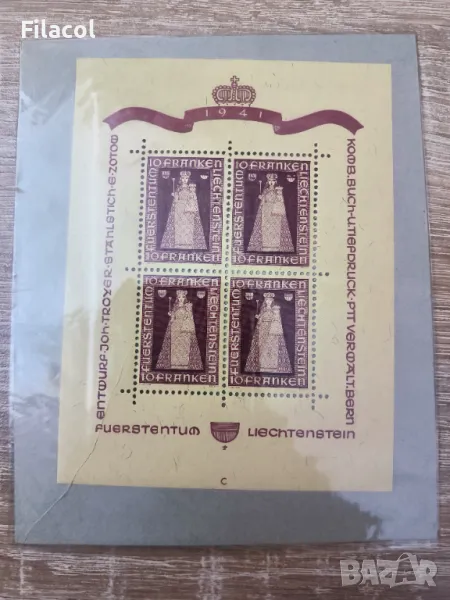 Filacol
1941
ENTWURF JOH·TROYER·STAHLSTICH·E·ZOTOW
KOMB. BUCH-U.TIEFDRUCK·PTT VERWALT.BERN
10 FRANKEN
FUERSTENTUM
LIECHTENSTEIN
10 FRANKEN
10 FRANKEN
FUERSTENTUM
LIECHTENSTEIN
10 FRANKEN
10 FRANKEN
FUERSTENTUM
LIECHTENSTEIN
10 FRANKEN
10 FRANKEN
FUERSTENTUM
LIECHTENSTEIN
10 FRANKEN
FUERSTENTUM LIECHTENSTEIN
C
BAZAR